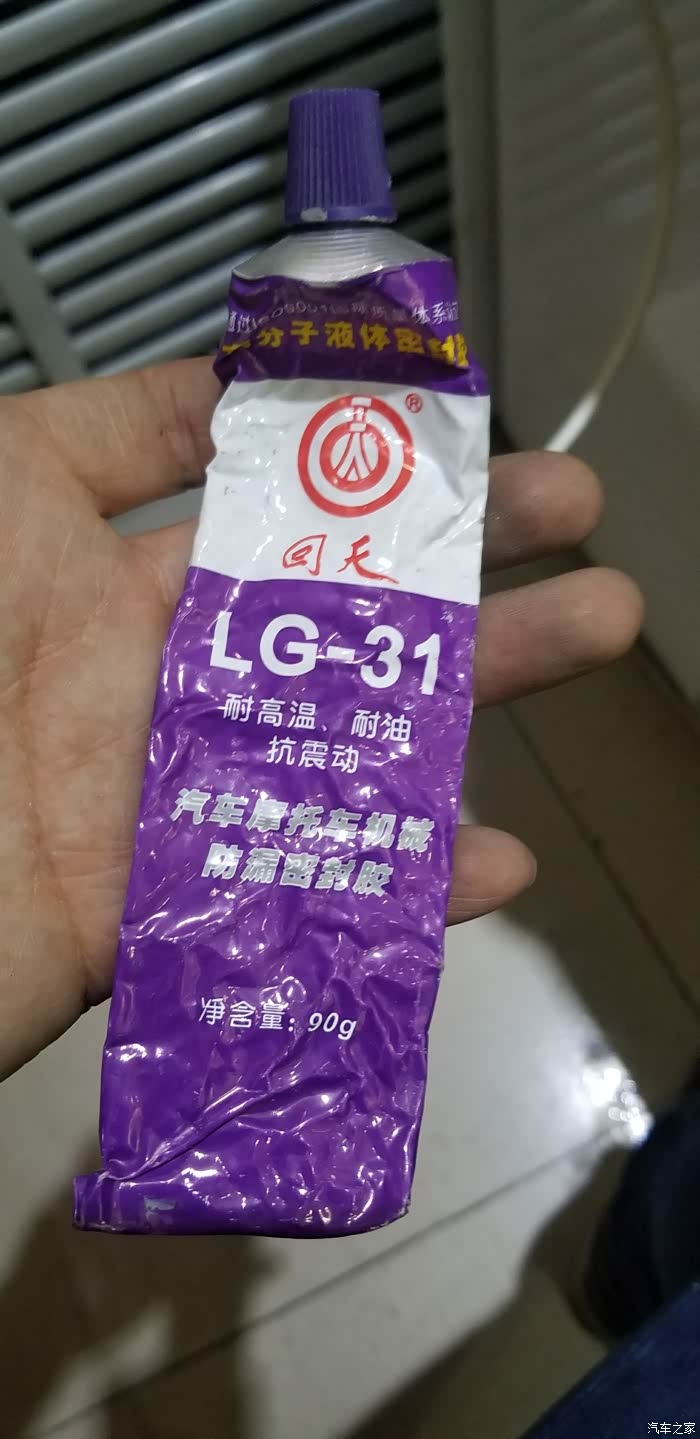 分子液体密封胶
®
回天
LG-31
耐高温、耐油
抗震动
汽车摩托车机械
防漏密封胶
净含量：90g
汽车之家